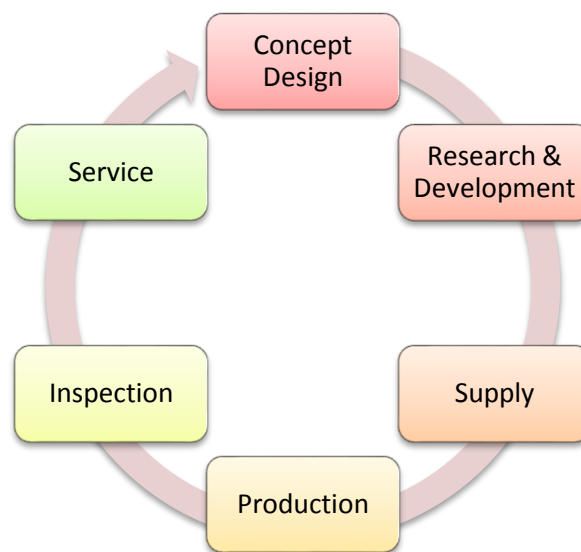 Concept
Design
Research &
Development
Supply
Production
Inspection
Service